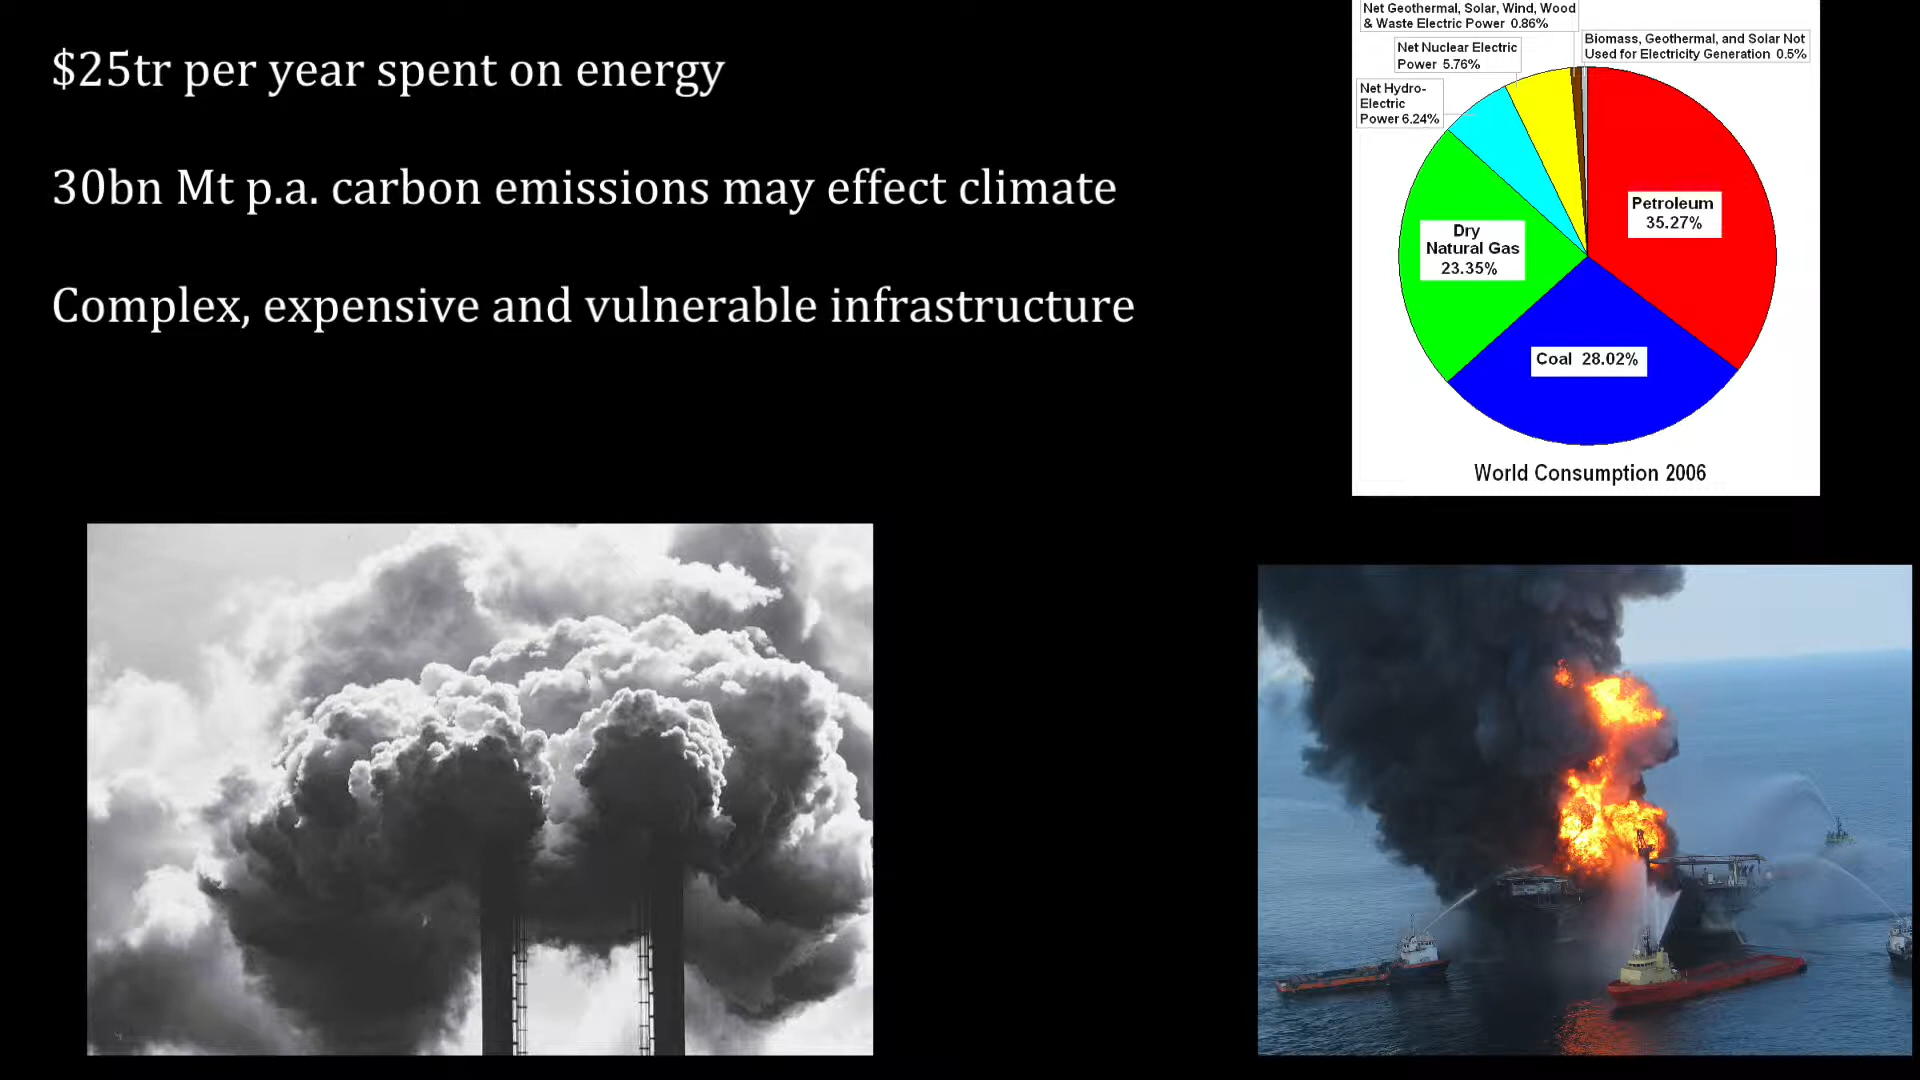 $25tr per year spent on energy
30bn Mt p.a. carbon emissions may effect climate
Complex, expensive and vulnerable infrastructure
Net Geothermal, Solar, Wind, Wood
& Waste Electric Power 0.86%
Biomass, Geothermal, and Solar Not
Used for Electricity Generation 0.5%
Net Nuclear Electric
Power 5.76%
Net Hydro-
Electric
Power 6.24%
Petroleum
35.27%
Dry
Natural Gas
23.35%
Coal 28.02%
World Consumption 2006